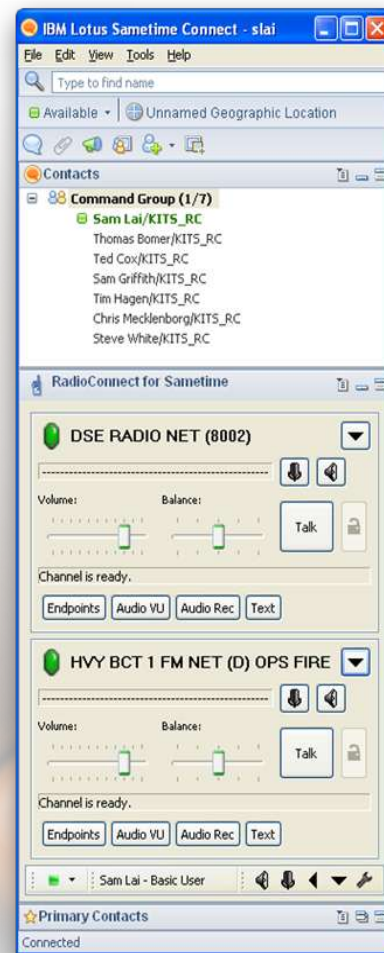 IBM Lotus Sametime Connect - slai
File Edit View Tools Help
Type to find name
Available Unnamed Geographic Location
Contacts
Command Group (1/7)
Sam Lai/KITS_RC
Thomas Bomer/KITS_RC
Ted Cox/KITS_RC
Sam Griffith/KITS_RC
Tim Hagen/KITS_RC
Chris Mecklenborg/KITS_RC
Steve White/KITS_RC
RadioConnect for Sametime
DSE RADIO NET (8002)
Volume: Balance:
Talk
Channel is ready.
Endpoints Audio VU Audio Rec Text
HVY BCT 1 FM NET (D) OPS FIRE
Volume: Balance:
Talk
Channel is ready.
Endpoints Audio VU Audio Rec Text
Sam Lai - Basic User
Primary Contacts
Connected